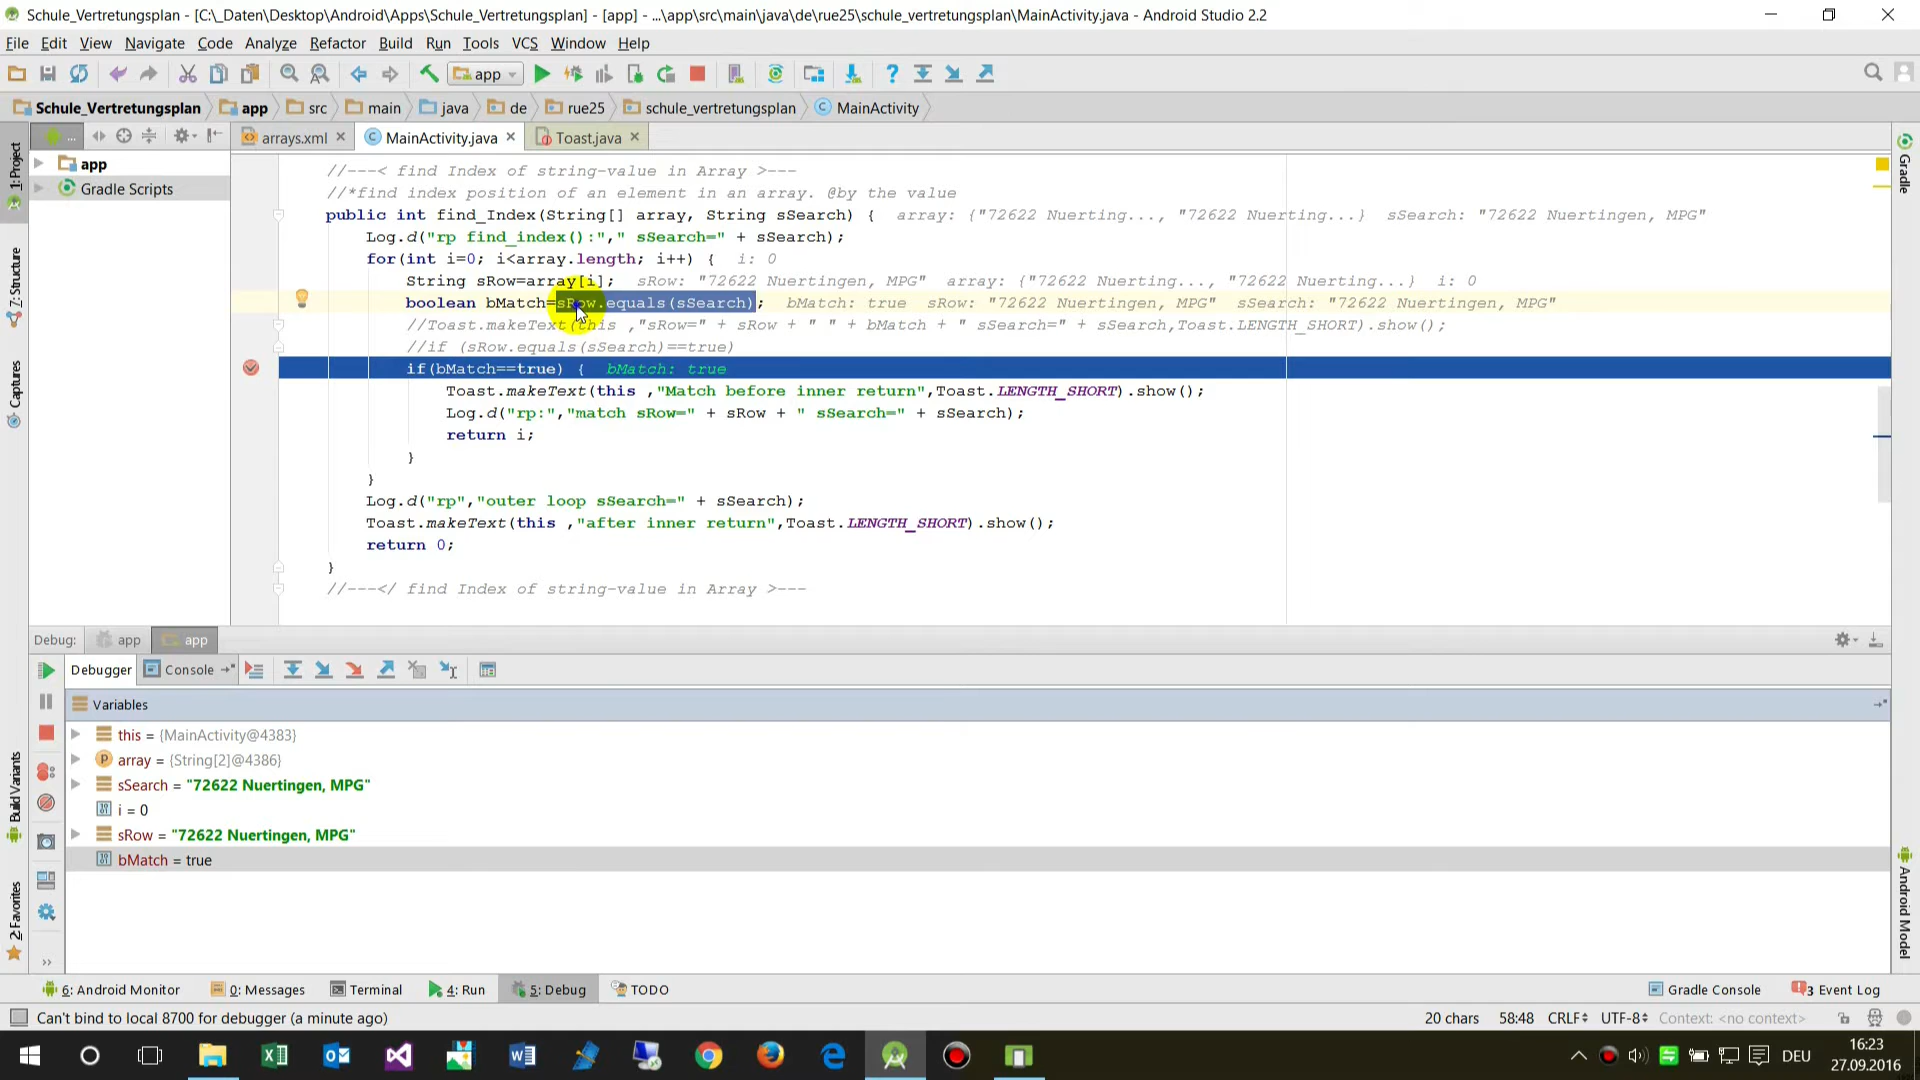 Schule_Vertretungsplan - [C:\_Daten\Desktop\Android\Apps\Schule_Vertretungsplan] - [app] - ...\app\src\main\java\de\rue25\schule_vertretungsplan\MainActivity.java - Android Studio 2.2
File Edit View Navigate Code Analyze Refactor Build Run Tools VCS Window Help
app
Schule_Vertretungsplan app src main java de rue25 schule_vertretungsplan MainActivity
... arrays.xml MainActivity.java Toast.java
app
Gradle Scripts
1: Project
7: Structure
Captures
Build Variants
2: Favorites
Gradle
Android Model
//---< find Index of string-value in Array >---
//*find index position of an element in an array. @by the value
public int find_Index(String[] array, String sSearch) { array: {"72622 Nuerting..., "72622 Nuerting...} sSearch: "72622 Nuertingen, MPG"
Log.d("rp find_index():"," sSearch=" + sSearch);
for(int i=0; i<array.length; i++) { i: 0
String sRow=array[i]; sRow: "72622 Nuertingen, MPG" array: {"72622 Nuerting..., "72622 Nuerting...} i: 0
boolean bMatch=sRow.equals(sSearch); bMatch: true sRow: "72622 Nuertingen, MPG" sSearch: "72622 Nuertingen, MPG"
//Toast.makeText(this ,"sRow=" + sRow + " " + bMatch + " sSearch=" + sSearch,Toast.LENGTH_SHORT).show();
//if (sRow.equals(sSearch)==true)
if(bMatch==true) { bMatch: true
Toast.makeText(this ,"Match before inner return",Toast.LENGTH_SHORT).show();
Log.d("rp:","match sRow=" + sRow + " sSearch=" + sSearch);
return i;
}
}
Log.d("rp","outer loop sSearch=" + sSearch);
Toast.makeText(this ,"after inner return",Toast.LENGTH_SHORT).show();
return 0;
}
//---</ find Index of string-value in Array >---
Debug: app app
Debugger Console
Variables
this = {MainActivity@4383}
array = {String[2]@4386}
sSearch = "72622 Nuertingen, MPG"
i = 0
sRow = "72622 Nuertingen, MPG"
bMatch = true
6: Android Monitor 0: Messages Terminal 4: Run 5: Debug TODO Gradle Console 3 Event Log
Can't bind to local 8700 for debugger (a minute ago) 20 chars 58:48 CRLF UTF-8 Context: <no context>
DEU 16:23
27.09.2016